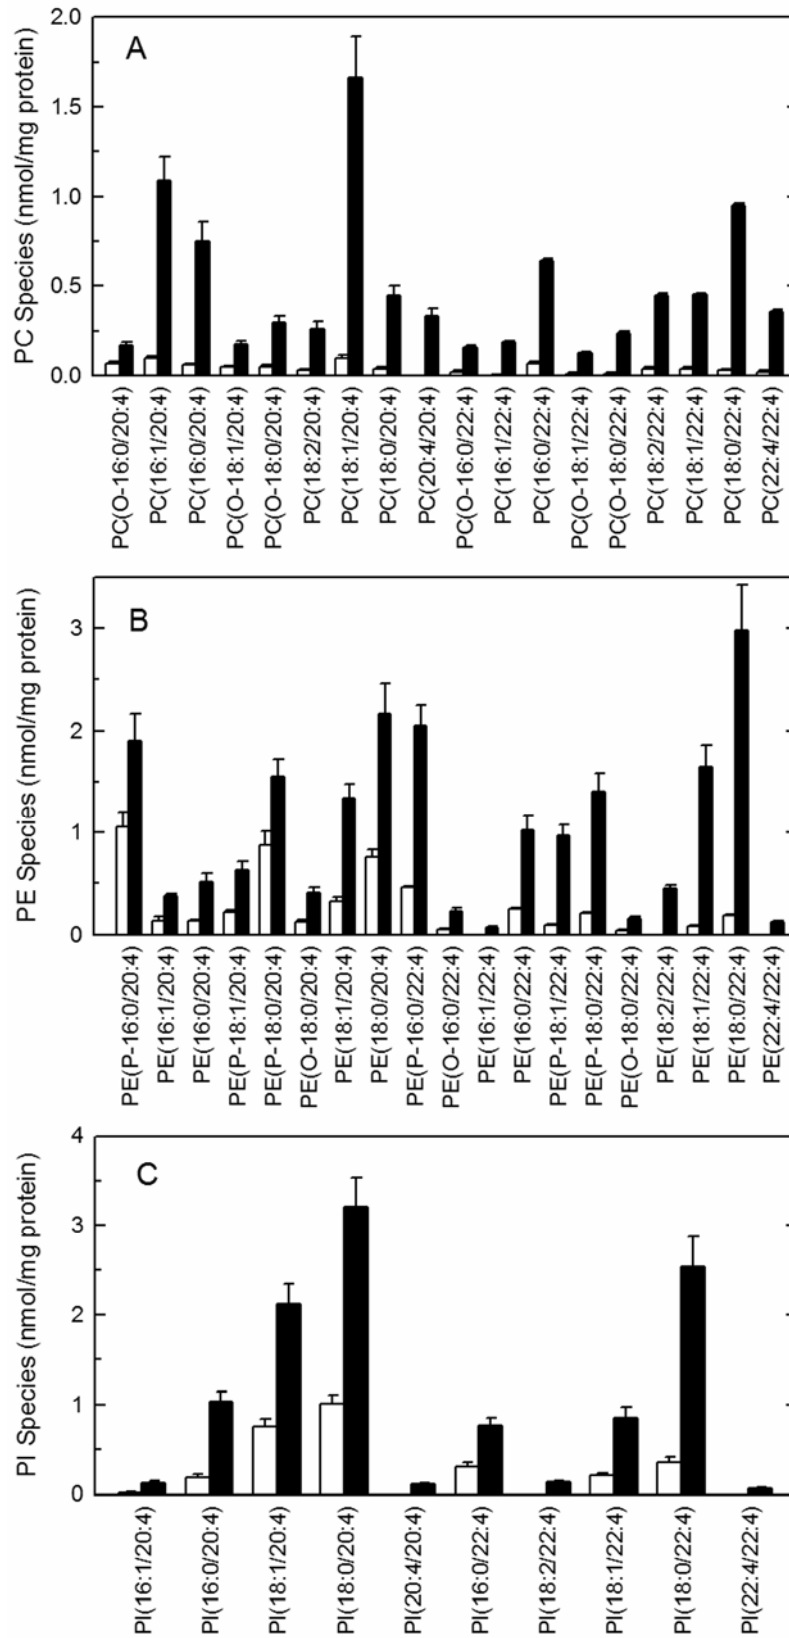 A
PC Species (nmol/mg protein)
2.0
1.5
1.0
0.5
0.0
PC(O-16:0/20:4)
PC(16:1/20:4)
PC(16:0/20:4)
PC(O-18:1/20:4)
PC(O-18:0/20:4)
PC(18:2/20:4)
PC(18:1/20:4)
PC(18:0/20:4)
PC(20:4/20:4)
PC(O-16:0/22:4)
PC(16:1/22:4)
PC(16:0/22:4)
PC(O-18:1/22:4)
PC(O-18:0/22:4)
PC(18:2/22:4)
PC(18:1/22:4)
PC(18:0/22:4)
PC(22:4/22:4)
B
PE Species (nmol/mg protein)
3
2
1
0
PE(P-16:0/20:4)
PE(16:1/20:4)
PE(16:0/20:4)
PE(P-18:1/20:4)
PE(P-18:0/20:4)
PE(O-18:0/20:4)
PE(18:1/20:4)
PE(18:0/20:4)
PE(P-16:0/22:4)
PE(O-16:0/22:4)
PE(16:1/22:4)
PE(16:0/22:4)
PE(P-18:1/22:4)
PE(P-18:0/22:4)
PE(O-18:0/22:4)
PE(18:2/22:4)
PE(18:1/22:4)
PE(18:0/22:4)
PE(22:4/22:4)
C
PI Species (nmol/mg protein)
4
3
2
1
0
PI(16:1/20:4)
PI(16:0/20:4)
PI(18:1/20:4)
PI(18:0/20:4)
PI(20:4/20:4)
PI(16:0/22:4)
PI(18:2/22:4)
PI(18:1/22:4)
PI(18:0/22:4)
PI(22:4/22:4)